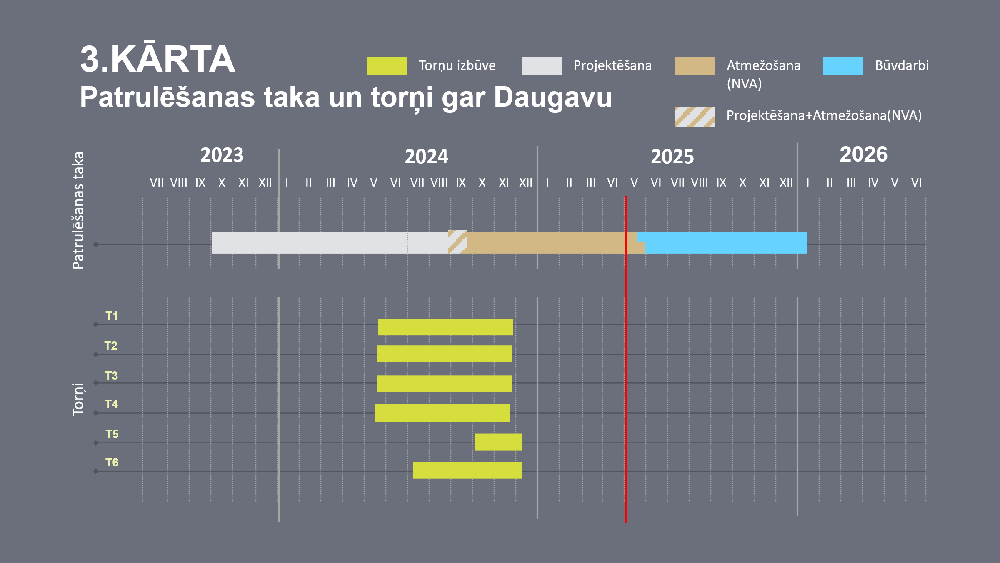 3.KĀRTA
Patrulēšanas taka un torņi gar Daugavu
Torņu izbūve
Projektēšana
Atmežošana
(NVA)
Būvdarbi
Projektēšana+Atmežošana(NVA)
2023 2024 2025 2026
VII VIII IX X XI XII I II III IV V VI VII VIII IX X XI XII I II III VI V VI VII VIII IX X XI XII I II III IV V VI
Patrulēšanas taka
Torņi
T1
T2
T3
T4
T5
T6